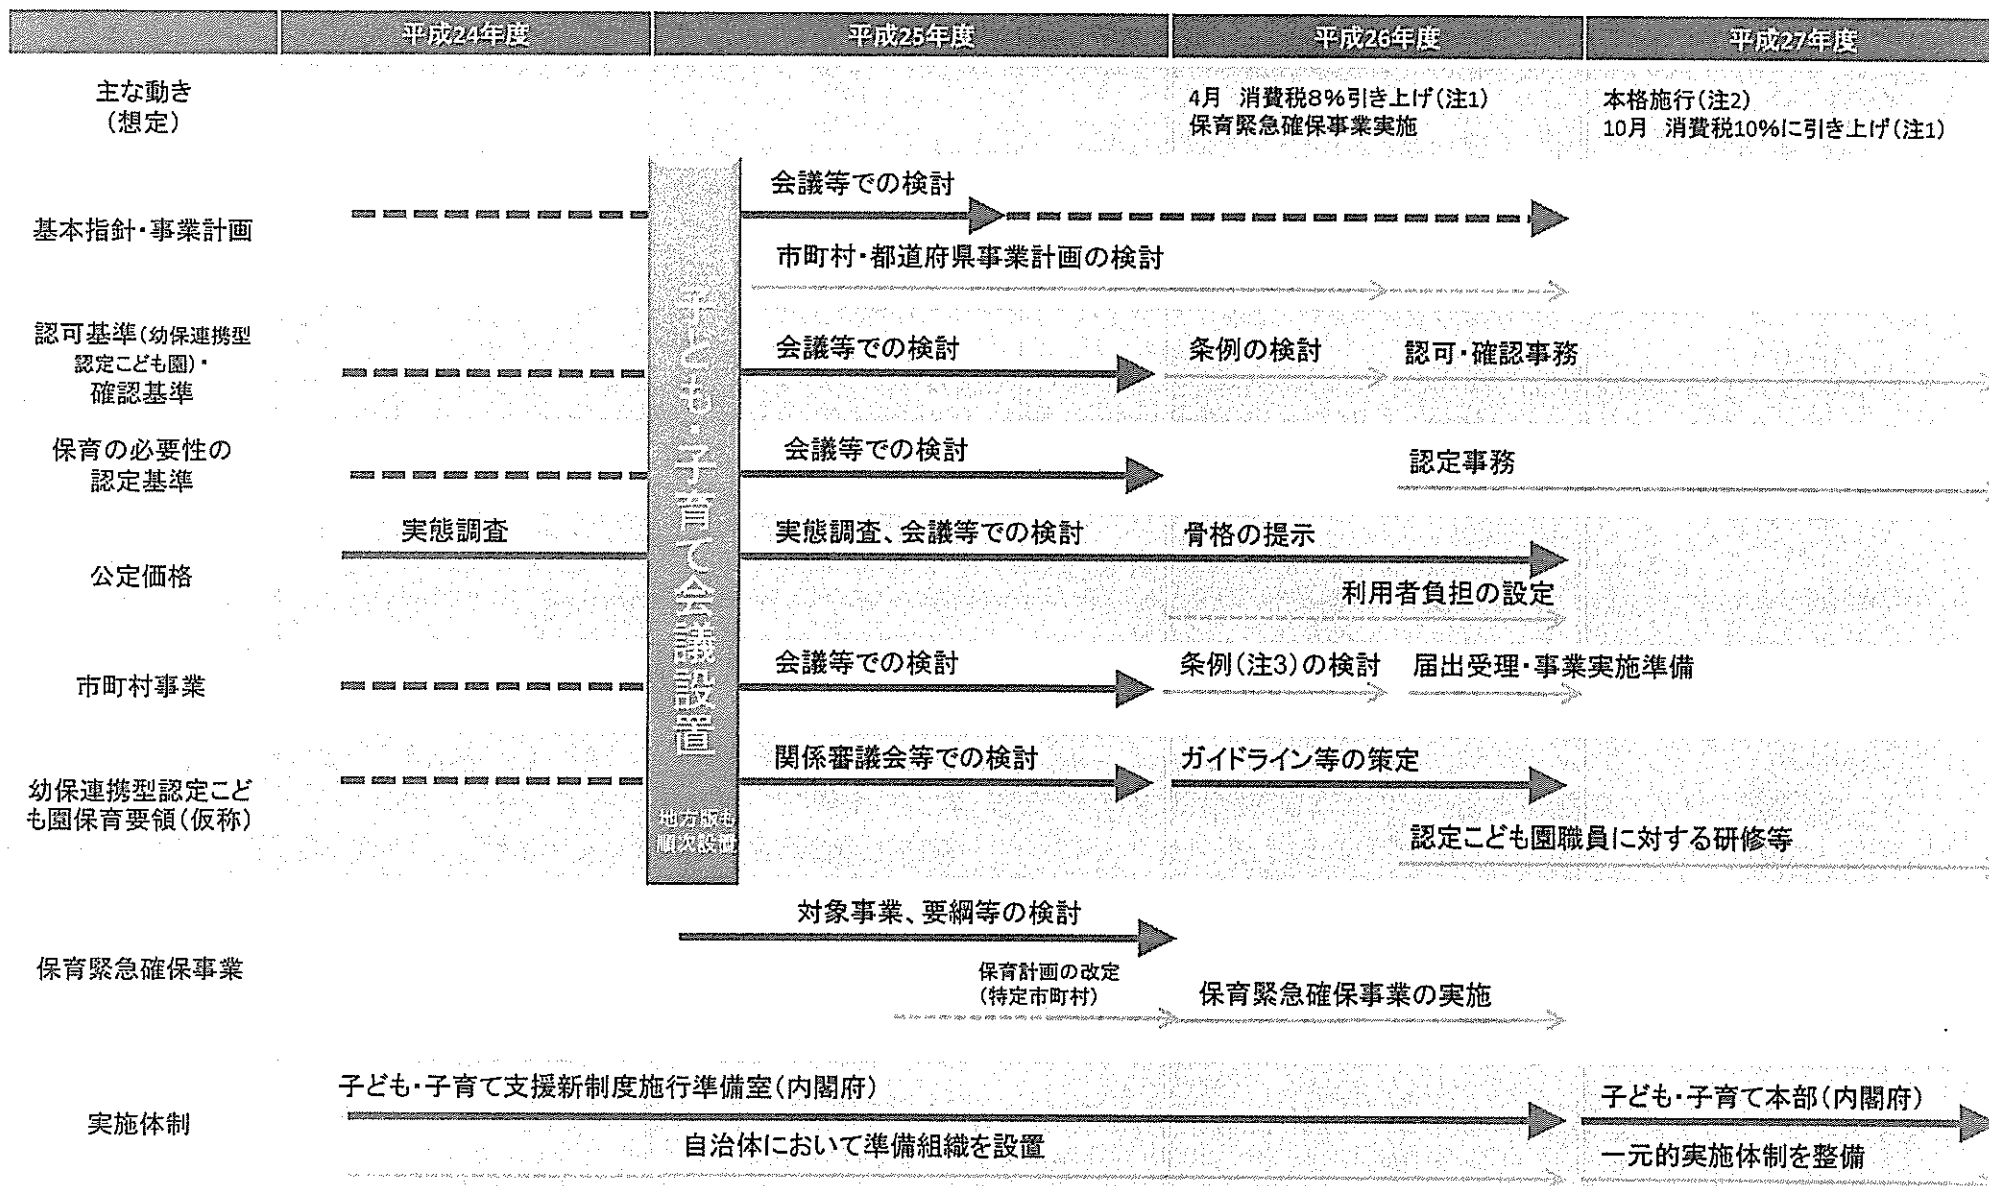 平成24年度
平成25年度
平成26年度
平成27年度
主な動き
(想定)
4月 消費税8%引き上げ(注1)
保育緊急確保事業実施
本格施行(注2)
10月 消費税10%に引き上げ(注1)
子ども・子育て会議設置
地方版も
順次設置
基本指針・事業計画
会議等での検討
市町村・都道府県事業計画の検討
認可基準(幼保連携型
認定こども園)・
確認基準
会議等での検討
条例の検討
認可・確認事務
保育の必要性の
認定基準
会議等での検討
認定事務
公定価格
実態調査
実態調査、会議等での検討
骨格の提示
利用者負担の設定
市町村事業
会議等での検討
条例(注3)の検討
届出受理・事業実施準備
幼保連携型認定こど
も園保育要領(仮称)
関係審議会等での検討
ガイドライン等の策定
認定こども園職員に対する研修等
保育緊急確保事業
対象事業、要綱等の検討
保育計画の改定
(特定市町村)
保育緊急確保事業の実施
実施体制
子ども・子育て支援新制度施行準備室(内閣府)
自治体において準備組織を設置
子ども・子育て本部(内閣府)
一元的実施体制を整備